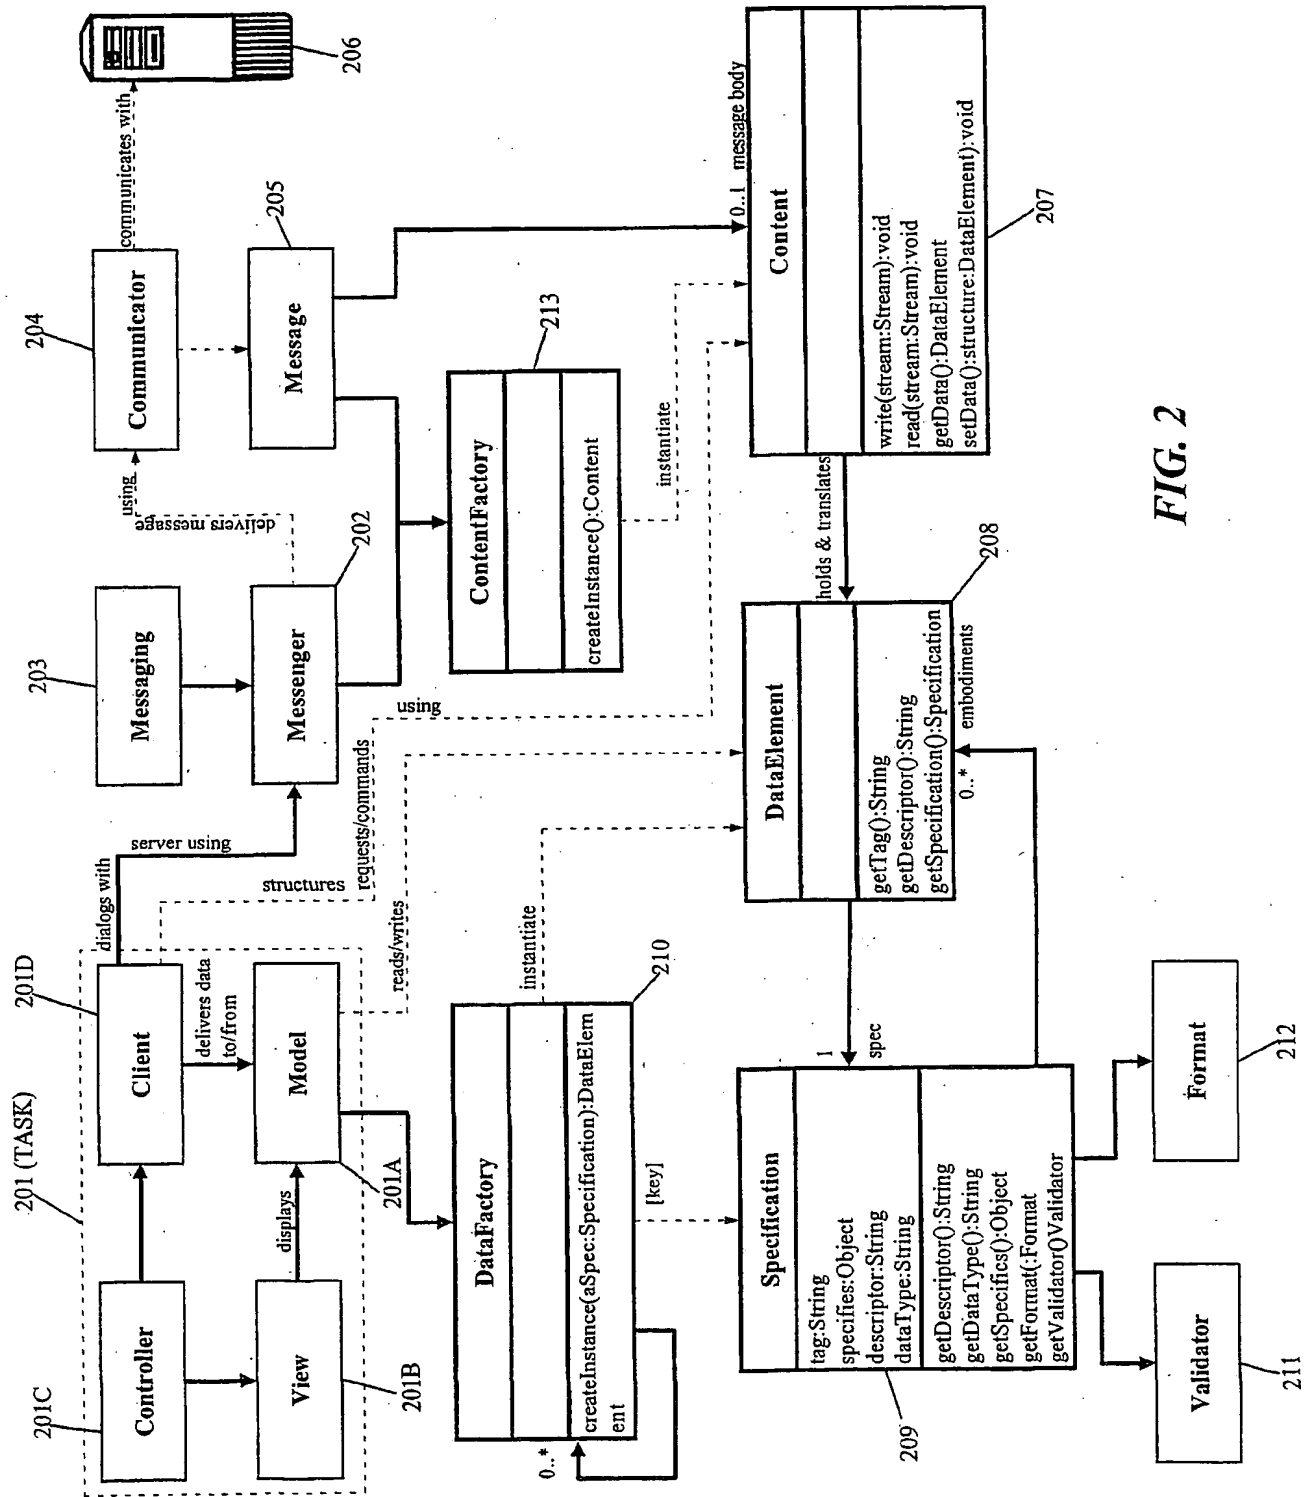 201 (TASK)
201C
Controller
201D
Client
dialogs with
server using
203
Messaging
204
Communicator
communicates with
206
delivers data
to/from
structures
requests/commands
using
delivers message
using
View
201B
displays
Model
201A
Messenger
202
Message
205
reads/writes
DataFactory
createInstance(aSpec:Specification):DataElem
ent
0..*
210
instantiate
[key]
ContentFactory
createInstance():Content
213
instantiate
Specification
tag:String
specifies:Object
descriptor:String
dataType:String
getDescriptor():String
getDataType():String
getSpecifics():Object
getFormat(:Format
getValidator()Validator
209
1
spec
DataElement
getTag():String
getDescriptor():String
getSpecification():Specification
208
0..*
embodiments
holds & translates
0..1 message body
Content
write(stream:Stream):void
read(stream:Stream):void
getData():DataElement
setData():structure:DataElement):void
207
Validator
211
Format
212
FIG. 2